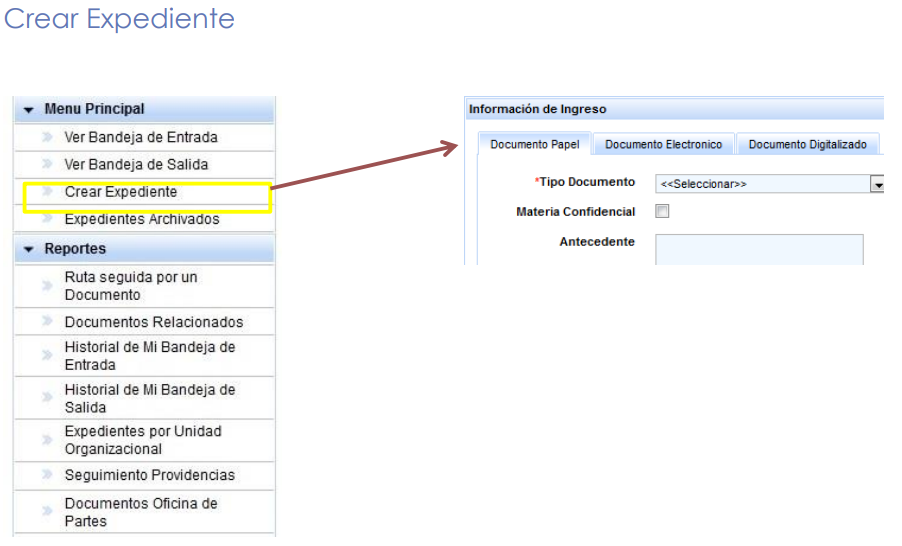 Crear Expediente
Menu Principal
Ver Bandeja de Entrada
Ver Bandeja de Salida
Crear Expediente
Expedientes Archivados
Reportes
Ruta seguida por un
Documento
Documentos Relacionados
Historial de Mi Bandeja de
Entrada
Historial de Mi Bandeja de
Salida
Expedientes por Unidad
Organizacional
Seguimiento Providencias
Documentos Oficina de
Partes
Información de Ingreso
Documento Papel Documento Electronico Documento Digitalizado
*Tipo Documento <<Seleccionar>>
Materia Confidencial
Antecedente